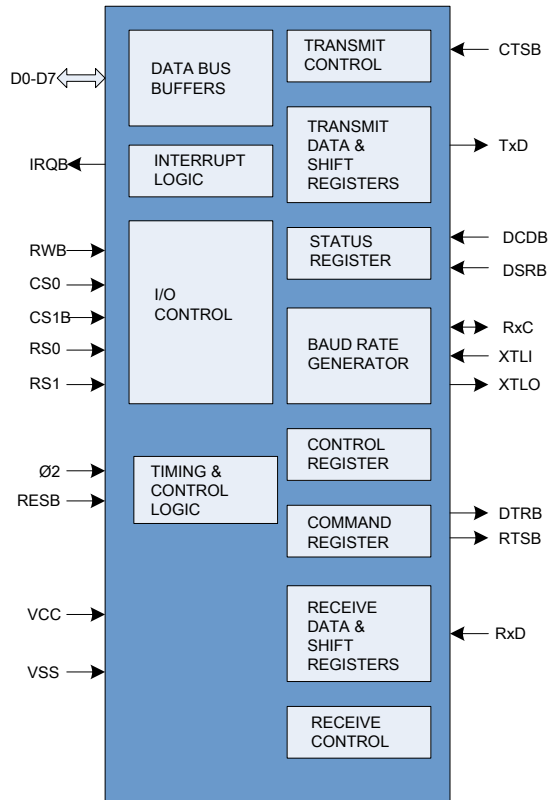 D0-D7
IRQB
RWB
CS0
CS1B
RS0
RS1
Ø2
RESB
VCC
VSS
DATA BUS
BUFFERS
INTERRUPT
LOGIC
I/O
CONTROL
TIMING &
CONTROL
LOGIC
TRANSMIT
CONTROL
TRANSMIT
DATA &
SHIFT
REGISTERS
STATUS
REGISTER
BAUD RATE
GENERATOR
CONTROL
REGISTER
COMMAND
REGISTER
RECEIVE
DATA &
SHIFT
REGISTERS
RECEIVE
CONTROL
CTSB
TxD
DCDB
DSRB
RxC
XTLI
XTLO
DTRB
RTSB
RxD